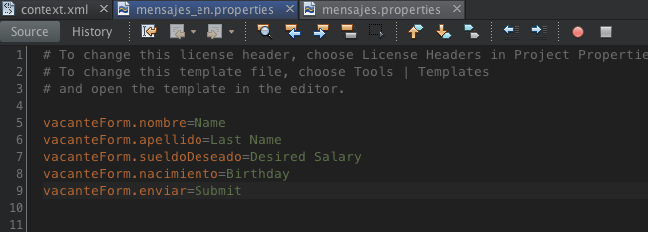 context.xml mensajes_en.properties mensajes.properties
Source History
1 # To change this license header, choose License Headers in Project Propertie
2 # To change this template file, choose Tools | Templates
3 # and open the template in the editor.
4
5 vacanteForm.nombre=Name
6 vacanteForm.apellido=Last Name
7 vacanteForm.sueldoDeseado=Desired Salary
8 vacanteForm.nacimiento=Birthday
9 vacanteForm.enviar=Submit
10
11